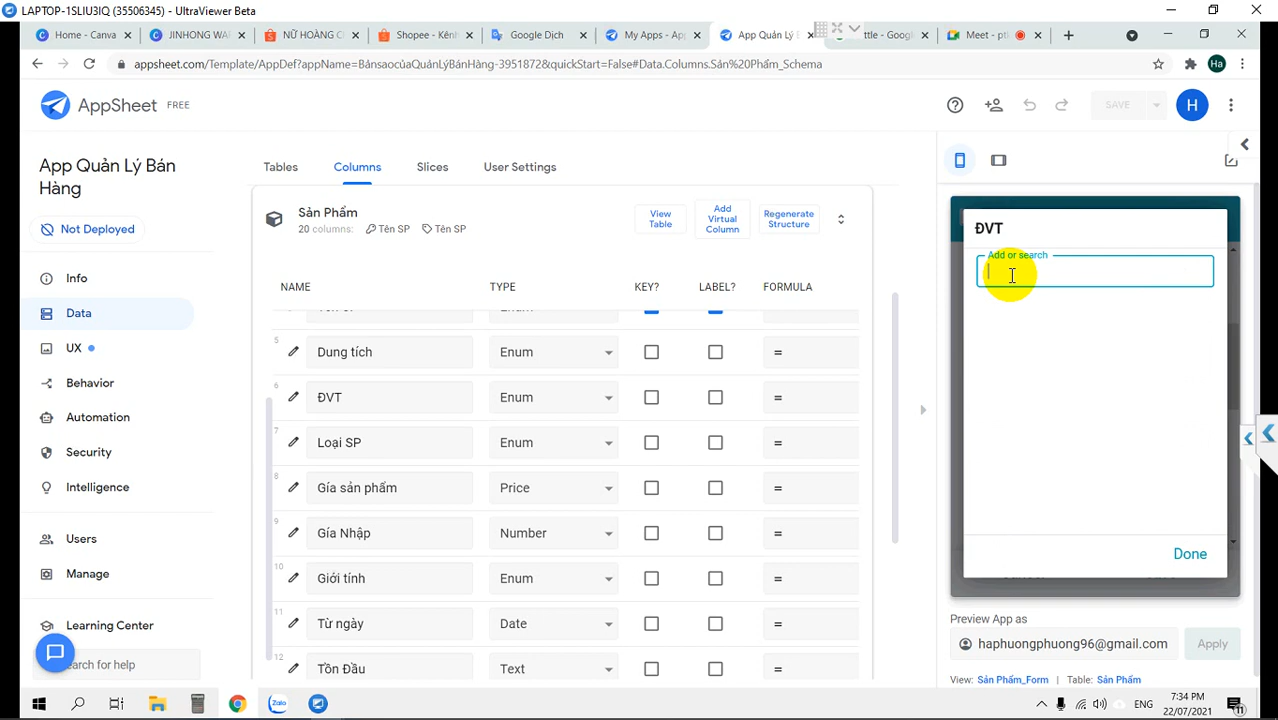 LAPTOP-1SLIU3IQ (35506345) - UltraViewer Beta
Home - Canva
JINHONG WA
NỮ HOÀNG C
Shopee - Kênh
Google Dịch
My Apps - App
App Quản Lý B
ttle - Goog
Meet - pt
appsheet.com/Template/AppDef?appName=BảnsaocủaQuảnLýBánHàng-3951872&quickStart=False#Data.Columns.Sản%20Phẩm_Schema
Ha
AppSheet FREE
SAVE
H
App Quản Lý Bán
Hàng
Not Deployed
Info
Data
UX
Behavior
Automation
Security
Intelligence
Users
Manage
Learning Center
earch for help
Tables
Columns
Slices
User Settings
Sản Phẩm
20 columns: Tên SP Tên SP
View
Table
Add
Virtual
Column
Regenerate
Structure
NAME TYPE KEY? LABEL? FORMULA
5 Dung tích Enum =
6 ĐVT Enum =
7 Loại SP Enum =
8 Gía sản phẩm Price =
9 Gía Nhập Number =
10 Giới tính Enum =
11 Từ ngày Date =
12 Tồn Đầu Text =
ĐVT
Add or search
Done
Preview App as
haphuongphuong96@gmail.com
Apply
View: Sản Phẩm_Form | Table: Sản Phẩm
Zalo
ENG
7:34 PM
22/07/2021
11